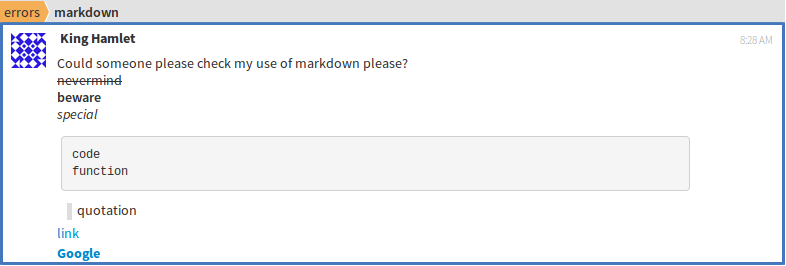 errors markdown
King Hamlet 8:28 AM
Could someone please check my use of markdown please?
nevermind
beware
special
code
function
quotation
link
Google